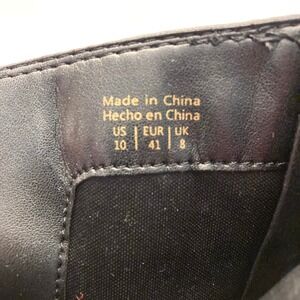 Made in China
Hecho en China
US | EUR | UK
10 | 41 | 8